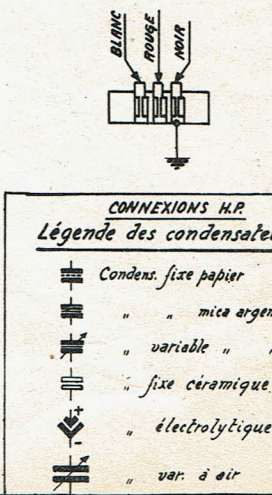 BLANC
ROUGE
NOIR
CONNEXIONS H.P.
Légende des condensate
Condens. fixe papier
" " mica argen
" variable " "
" fixe céramique
+
" électrolytique
-
" var. à air